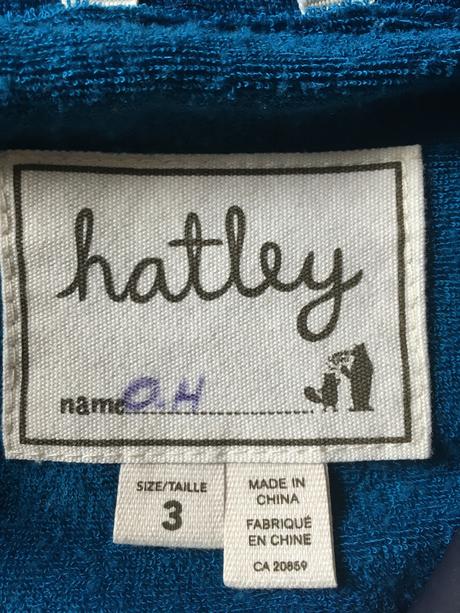 hatley
name O.H
SIZE/TAILLE
3
MADE IN
CHINA
FABRIQUÉ
EN CHINE
CA 20859